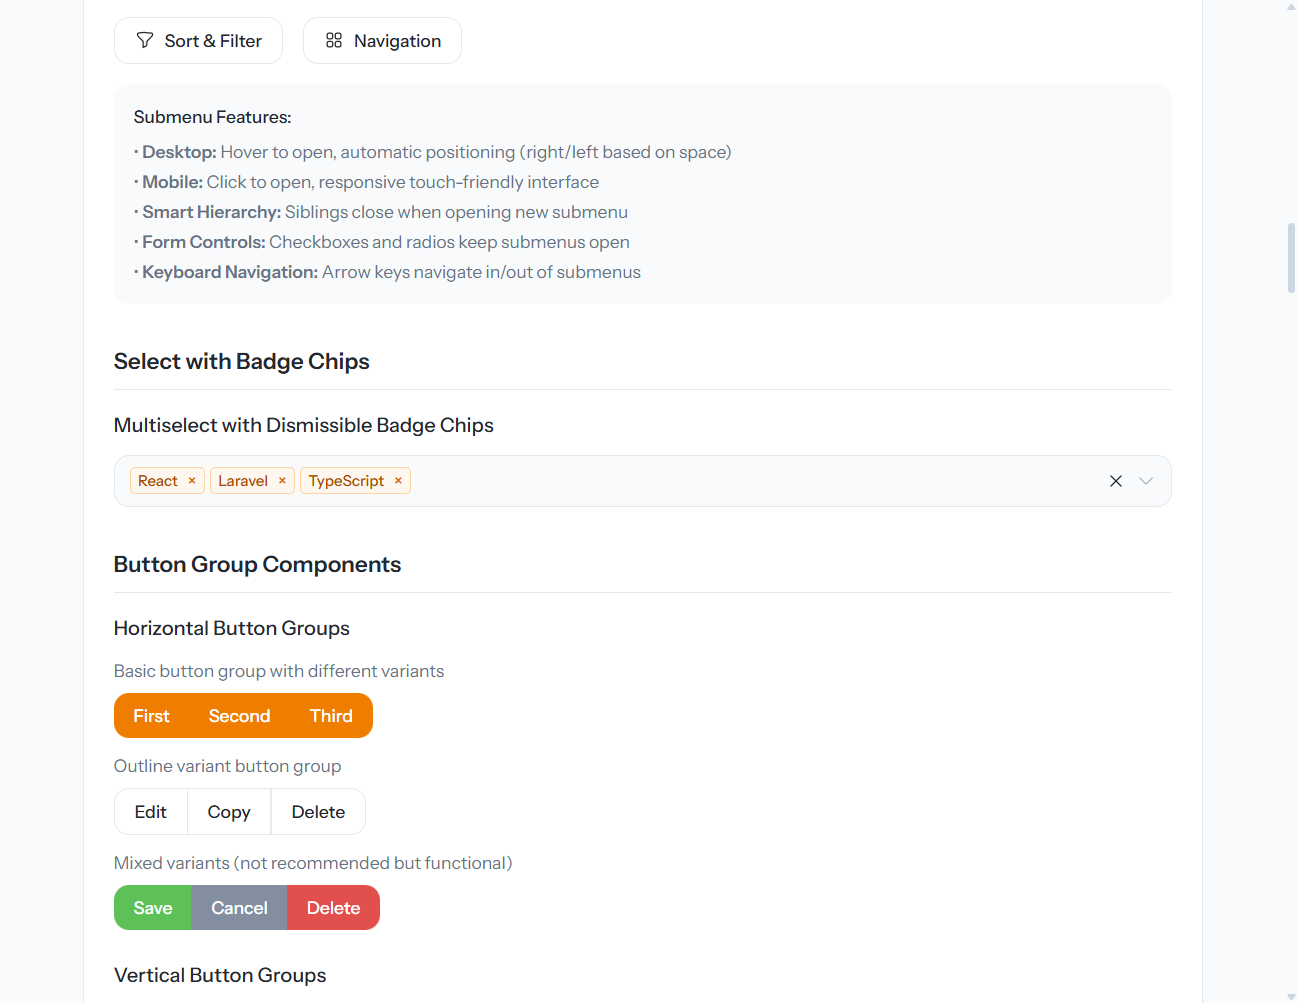 Sort & Filter
Navigation
Submenu Features:
• Desktop: Hover to open, automatic positioning (right/left based on space)
• Mobile: Click to open, responsive touch-friendly interface
• Smart Hierarchy: Siblings close when opening new submenu
• Form Controls: Checkboxes and radios keep submenus open
• Keyboard Navigation: Arrow keys navigate in/out of submenus
Select with Badge Chips
Multiselect with Dismissible Badge Chips
React × Laravel × TypeScript ×
Button Group Components
Horizontal Button Groups
Basic button group with different variants
First Second Third
Outline variant button group
Edit Copy Delete
Mixed variants (not recommended but functional)
Save Cancel Delete
Vertical Button Groups